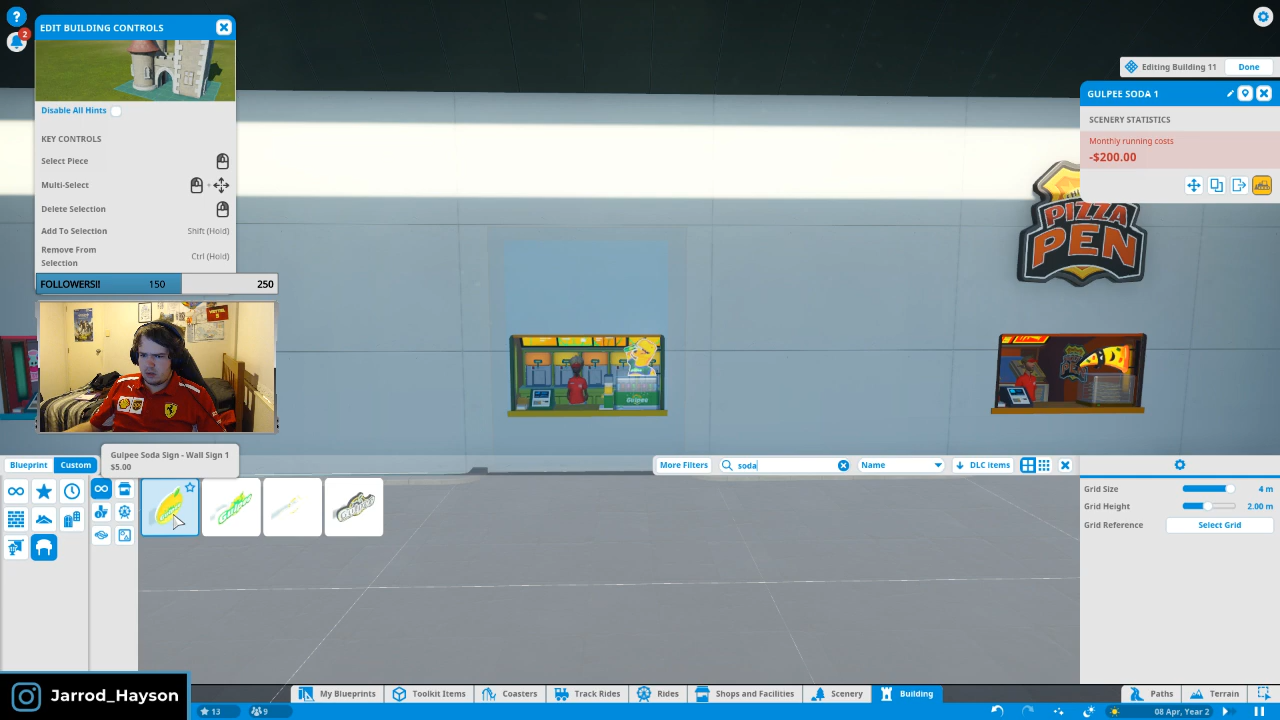 ?
2
EDIT BUILDING CONTROLS
Disable All Hints
KEY CONTROLS
Select Piece
Multi-Select
Delete Selection
Add To Selection Shift (Hold)
Remove From
Selection Ctrl (Hold)
FOLLOWERS!! 150 250
Editing Building 11 Done
GULPEE SODA 1
SCENERY STATISTICS
Monthly running costs
-$200.00
PIZZA
PEN
Gulpee
Gulpee Soda Sign - Wall Sign 1
$5.00
Blueprint Custom
More Filters soda Name DLC items
Grid Size 4 m
Grid Height 2.00 m
Grid Reference Select Grid
Jarrod_Hayson
My Blueprints Toolkit Items Coasters Track Rides Rides Shops and Facilities Scenery Building Paths Terrain
13 9 08 Apr, Year 2